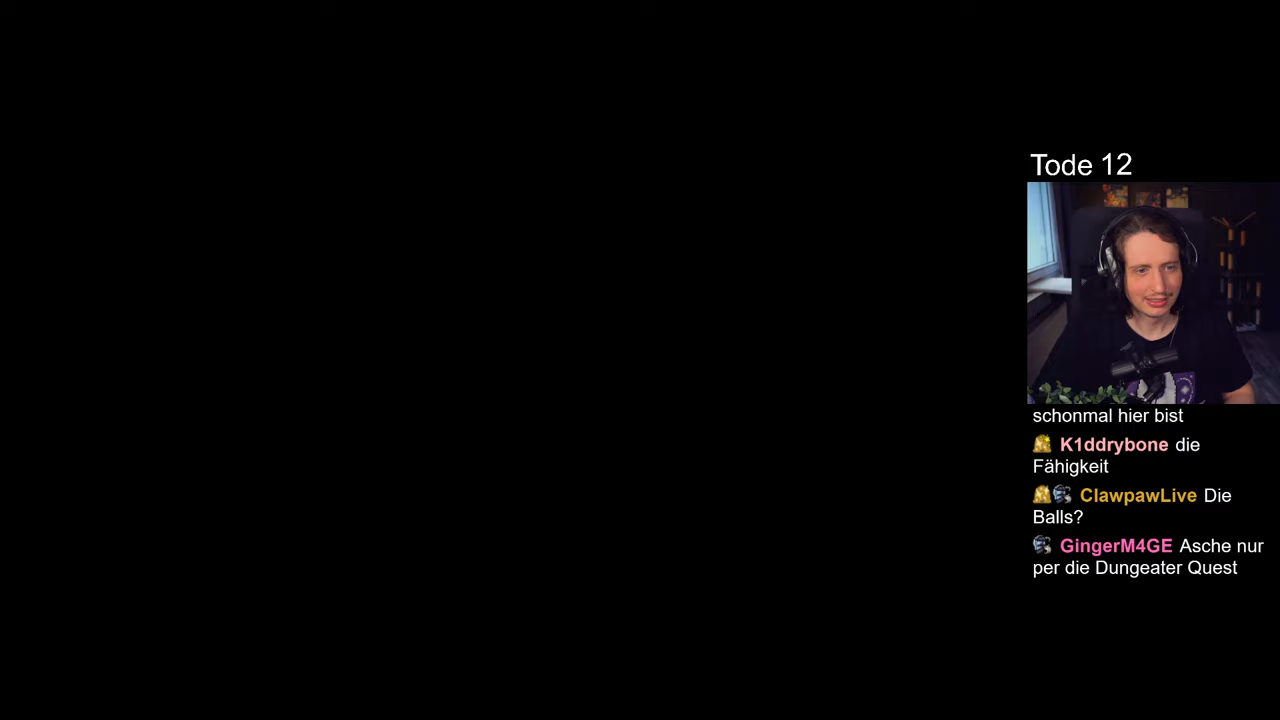 Tode 12
schonmal hier bist
K1ddrybone die
Fähigkeit
ClawpawLive Die
Balls?
GingerM4GE Asche nur
per die Dungeater Quest